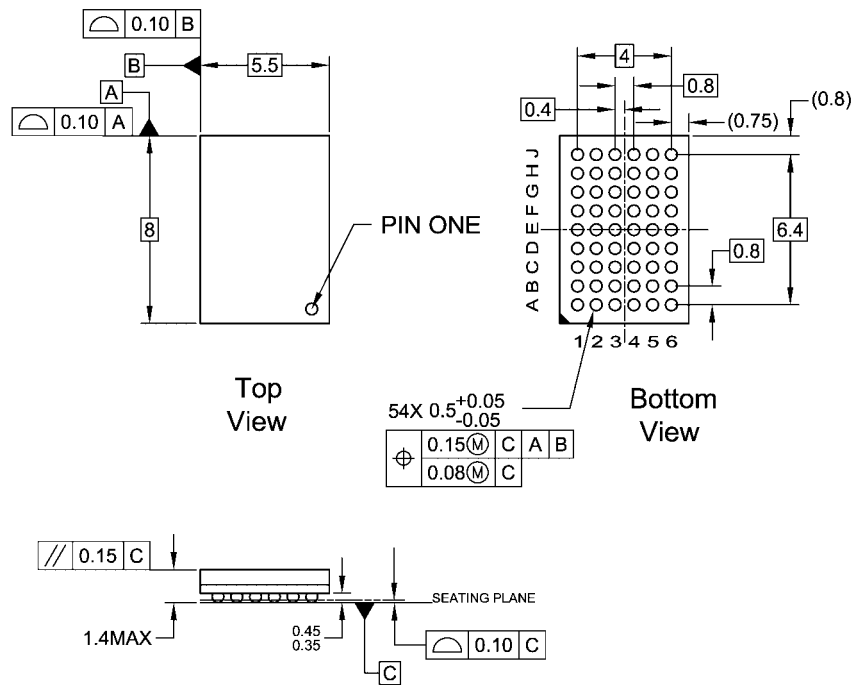 ⌓ 0.10 B
B
5.5
A
⌓ 0.10 A
8
PIN ONE
Top
View
4
0.8
0.4
(0.75)
(0.8)
J
H
G
F
E
D
C
B
A
6.4
0.8
1 2 3 4 5 6
54X 0.5 +0.05
-0.05
⌖ 0.15Ⓜ C A B
0.08Ⓜ C
Bottom
View
// 0.15 C
1.4MAX
0.45
0.35
SEATING PLANE
⌓ 0.10 C
C